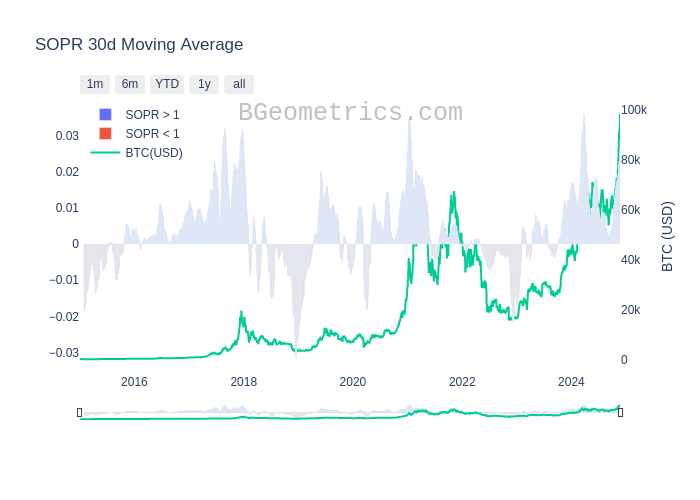 SOPR 30d Moving Average
1m 6m YTD 1y all
BGeometrics.com
SOPR > 1
SOPR < 1
BTC(USD)
0.03
0.02
0.01
0
−0.01
−0.02
−0.03
100k
80k
60k
40k
20k
0
BTC (USD)
2016 2018 2020 2022 2024